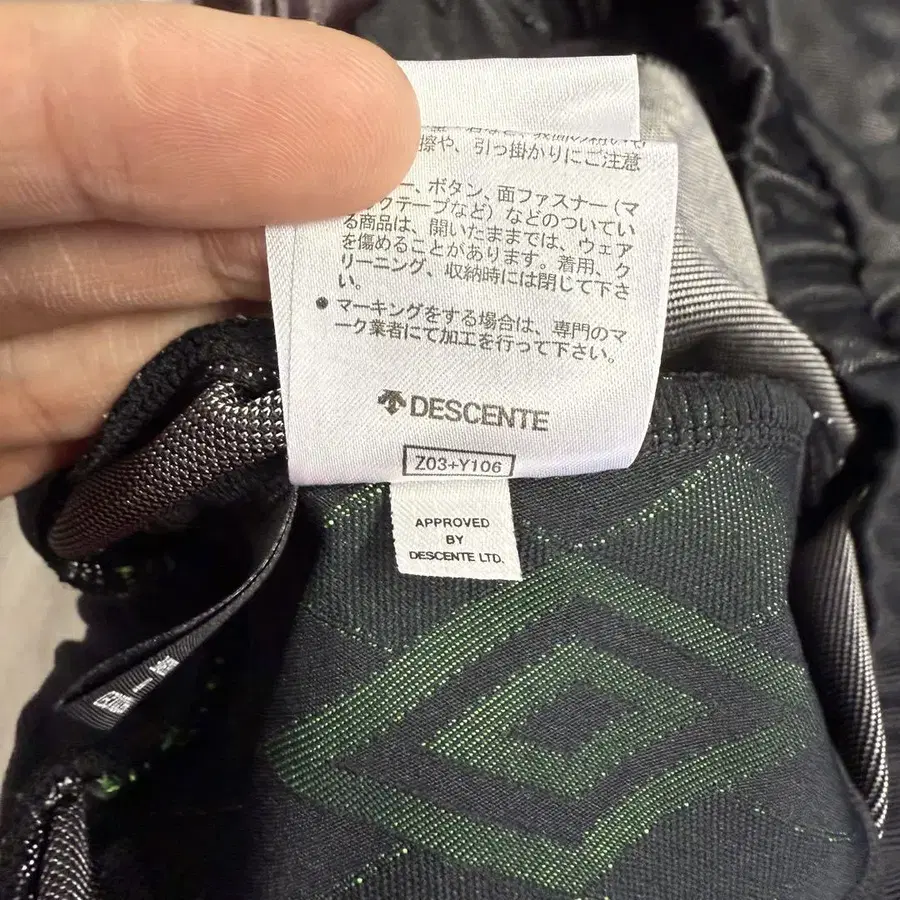 擦や、引っ掛かりにご注意
ー、ボタン、面ファスナー(マ
ックテープなど)などのついてい
る商品は、開いたままでは、ウェア
を傷めることがあります。着用、ク
リーニング、収納時には閉じて下さ
い。
● マーキングをする場合は、専門のマ
ーク業者にて加工を行って下さい。
DESCENTE
Z03+Y106
APPROVED
BY
DESCENTE LTD.